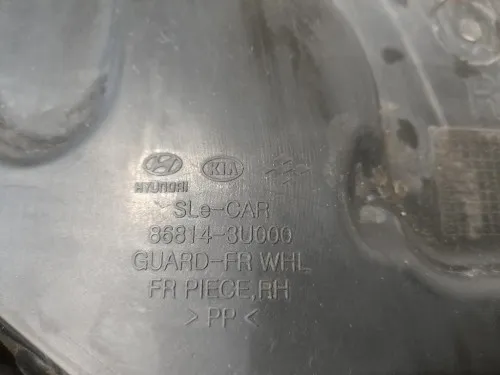 HYUNDAI KIA
SLe-CAR
86814-3U000
GUARD-FR WHL
FR PIECE,RH
>PP<